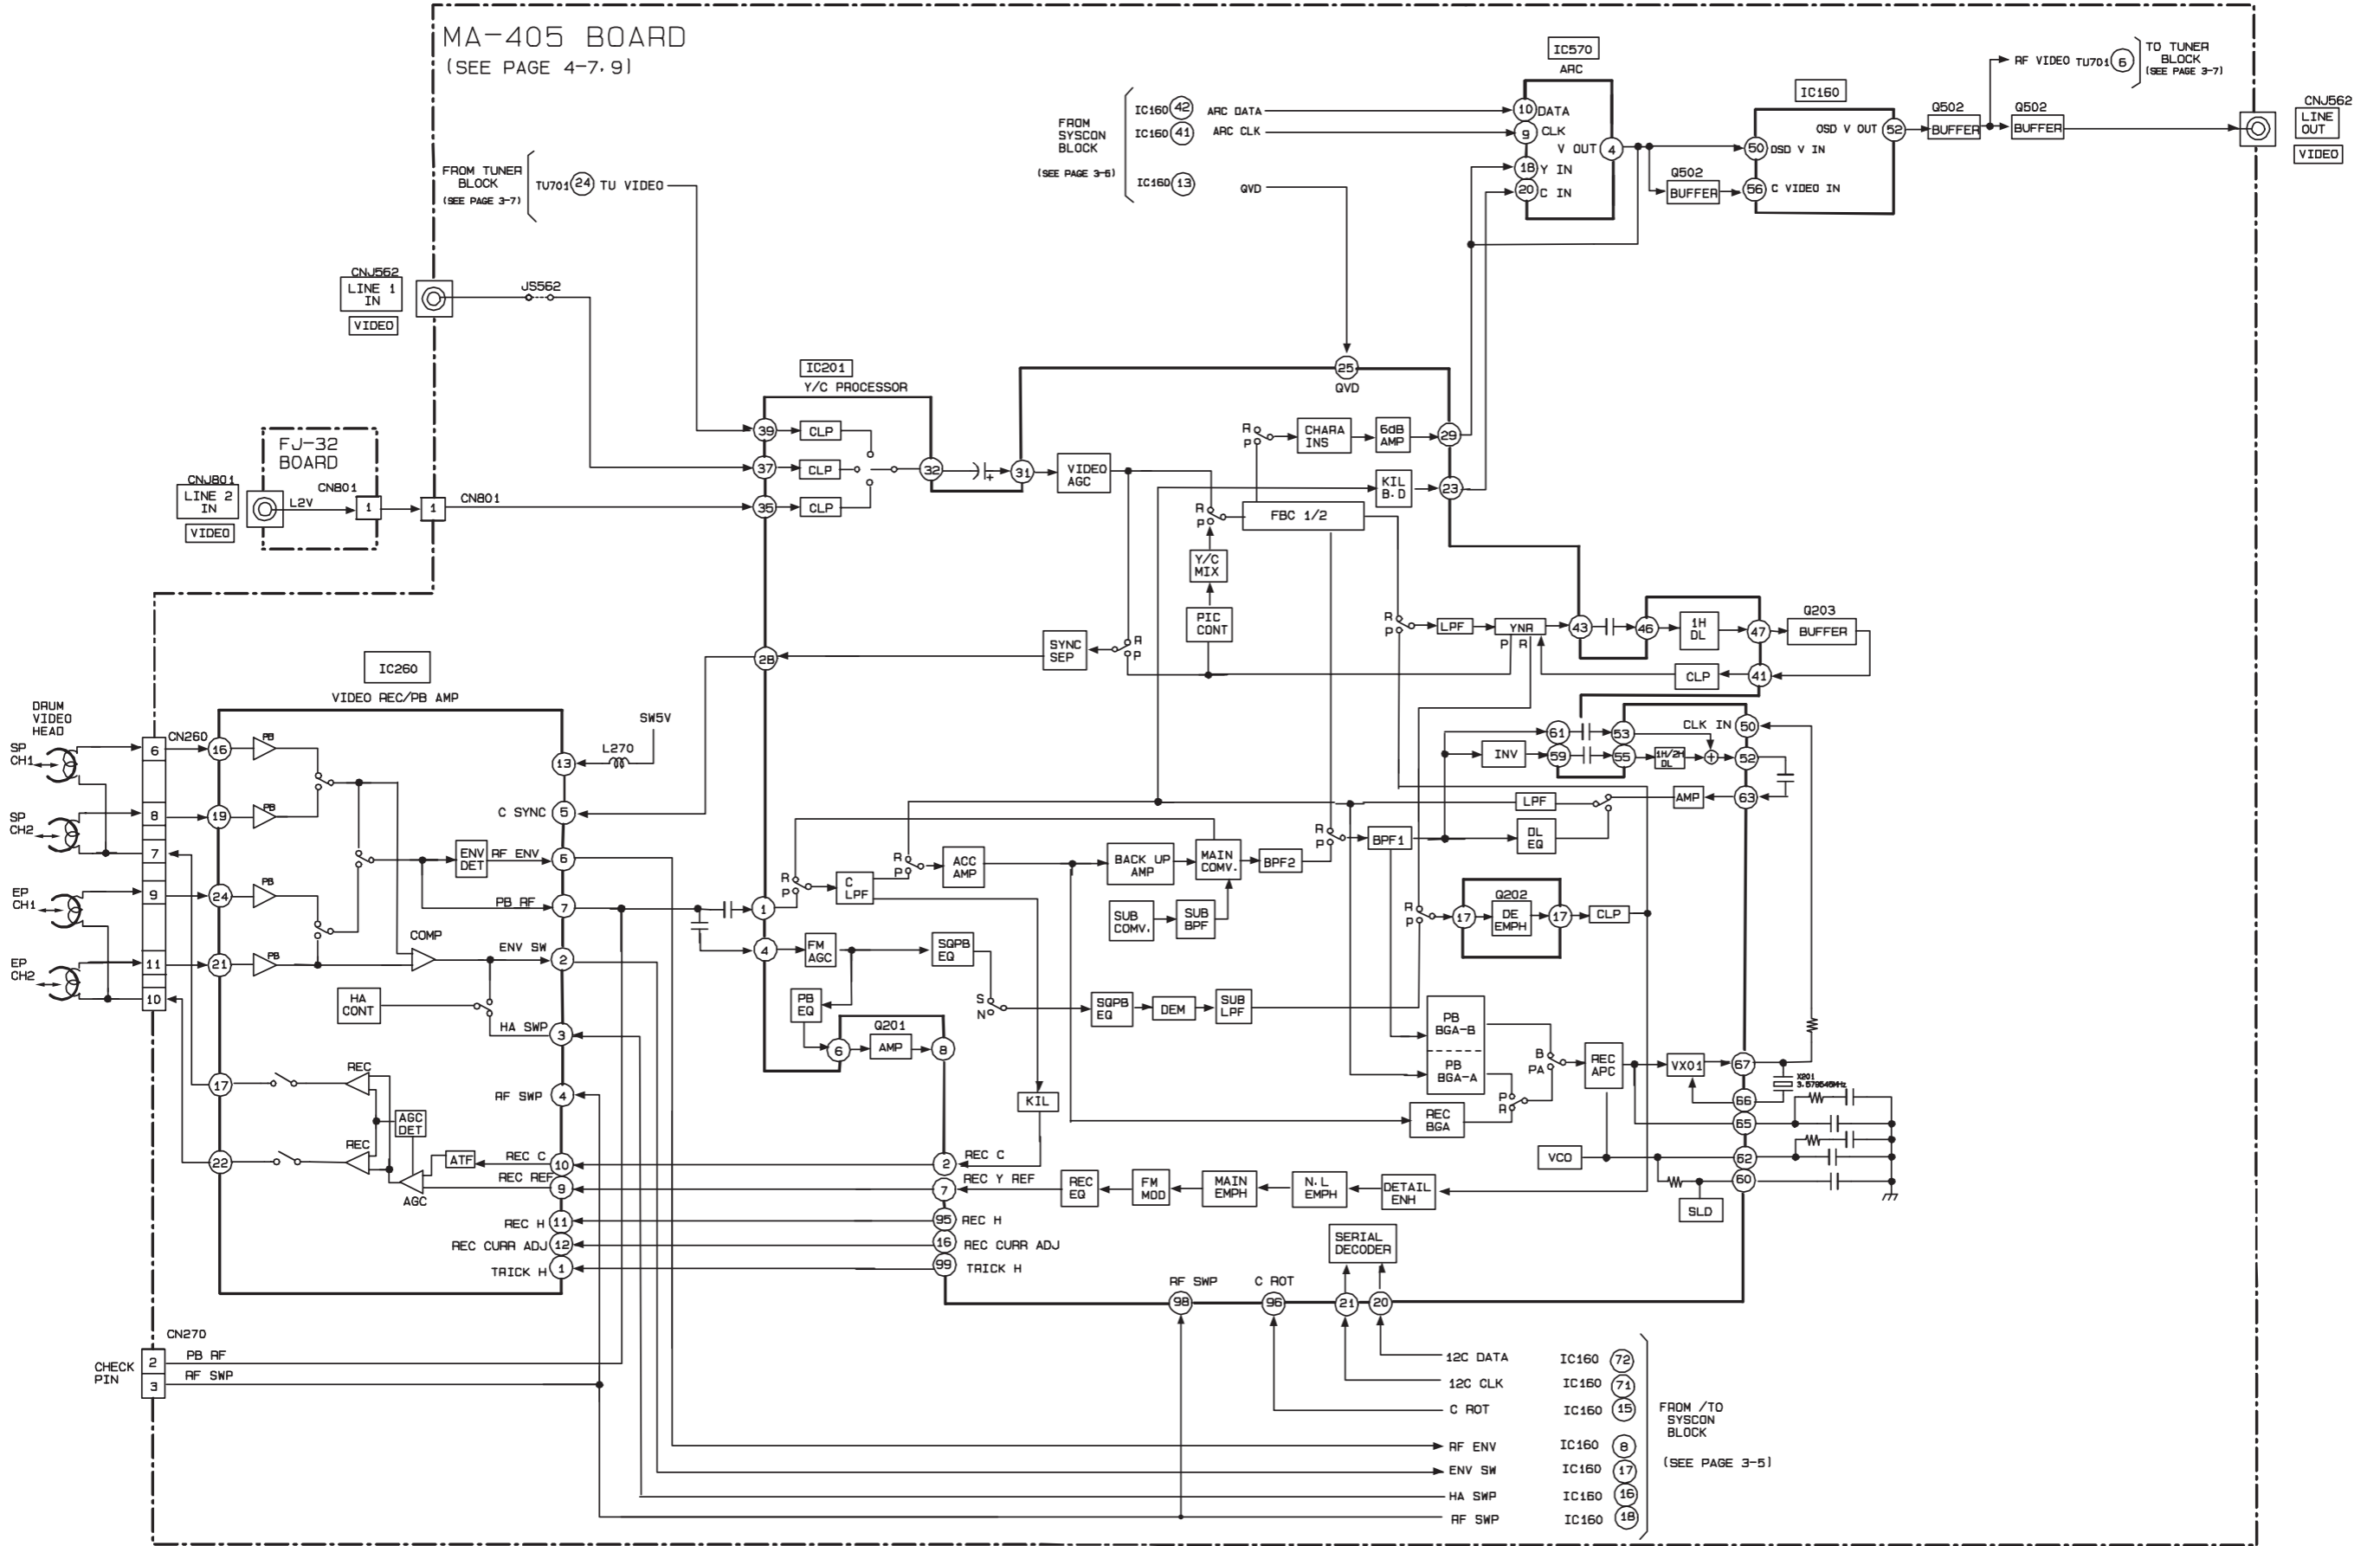 MA-405 BOARD
(SEE PAGE 4-7, 9)
IC570
ARC
RF VIDEO TU701 6
TO TUNER
BLOCK
(SEE PAGE 3-7)
FROM
SYSCON
BLOCK
(SEE PAGE 3-5)
IC160 42 ARC DATA
IC160 41 ARC CLK
IC160 13 QVD
10 DATA
9 CLK
V OUT 4
18 Y IN
20 C IN
IC160
OSD V OUT 52
50 OSD V IN
56 C VIDEO IN
Q502
BUFFER
Q502
BUFFER
Q502
BUFFER
CNJ562
LINE
OUT
VIDEO
FROM TUNER
BLOCK
(SEE PAGE 3-7)
TU701 24 TU VIDEO
CNJ562
LINE 1
IN
VIDEO
JS562
IC201
Y/C PROCESSOR
25
QVD
FJ-32
BOARD
CNJ801
LINE 2
IN
VIDEO
L2V
CN801
1
1
CN801
39 CLP
37 CLP
35 CLP
32
31
VIDEO
AGC
R
P
CHARA
INS
6dB
AMP
29
KIL
B.D
23
R
P
FBC 1/2
Y/C
MIX
PIC
CONT
28
SYNC
SEP
R
P
R
P
LPF
YNR
P R
43
46
1H
DL
47
Q203
BUFFER
CLP
41
IC260
VIDEO REC/PB AMP
DRUM
VIDEO
HEAD
SP
CH1
SP
CH2
EP
CH1
EP
CH2
CN260
6
8
7
9
11
10
16
19
24
21
17
22
PB
PB
PB
PB
COMP
ENV
DET
HA
CONT
REC
REC
AGC
DET
AGC
ATF
SW5V
L270
13
C SYNC 5
RF ENV 6
PB RF 7
ENV SW 2
HA SWP 3
RF SWP 4
REC C 10
REC REF 9
REC H 11
REC CURR ADJ 12
TRICK H 1
61
53
CLK IN 50
INV
59
55
1H/2H
DL
+
52
LPF
AMP
63
DL
EQ
R
P
C
LPF
R
P
ACC
AMP
BACK UP
AMP
MAIN
COMV.
BPF2
R
P
BPF1
SUB
COMV.
SUB
BPF
1
4
FM
AGC
SQPB
EQ
PB
EQ
Q201
6
AMP
8
S
N
SQPB
EQ
DEM
SUB
LPF
R
P
Q202
17
DE
EMPH
17
CLP
PB
BGA-B
PB
BGA-A
REC
BGA
P
R
B
PA
REC
APC
VXO1
67
X201
3.579545MHz
66
65
62
60
VCO
SLD
KIL
2 REC C
7 REC Y REF
95 REC H
16 REC CURR ADJ
99 TRICK H
REC
EQ
FM
MOD
MAIN
EMPH
N.L
EMPH
DETAIL
ENH
SERIAL
DECODER
RF SWP
98
C ROT
96
21
20
CN270
CHECK
PIN
2 PB RF
3 RF SWP
12C DATA IC160 72
12C CLK IC160 71
C ROT IC160 15
RF ENV IC160 8
ENV SW IC160 17
HA SWP IC160 16
RF SWP IC160 18
FROM /TO
SYSCON
BLOCK
(SEE PAGE 3-5)